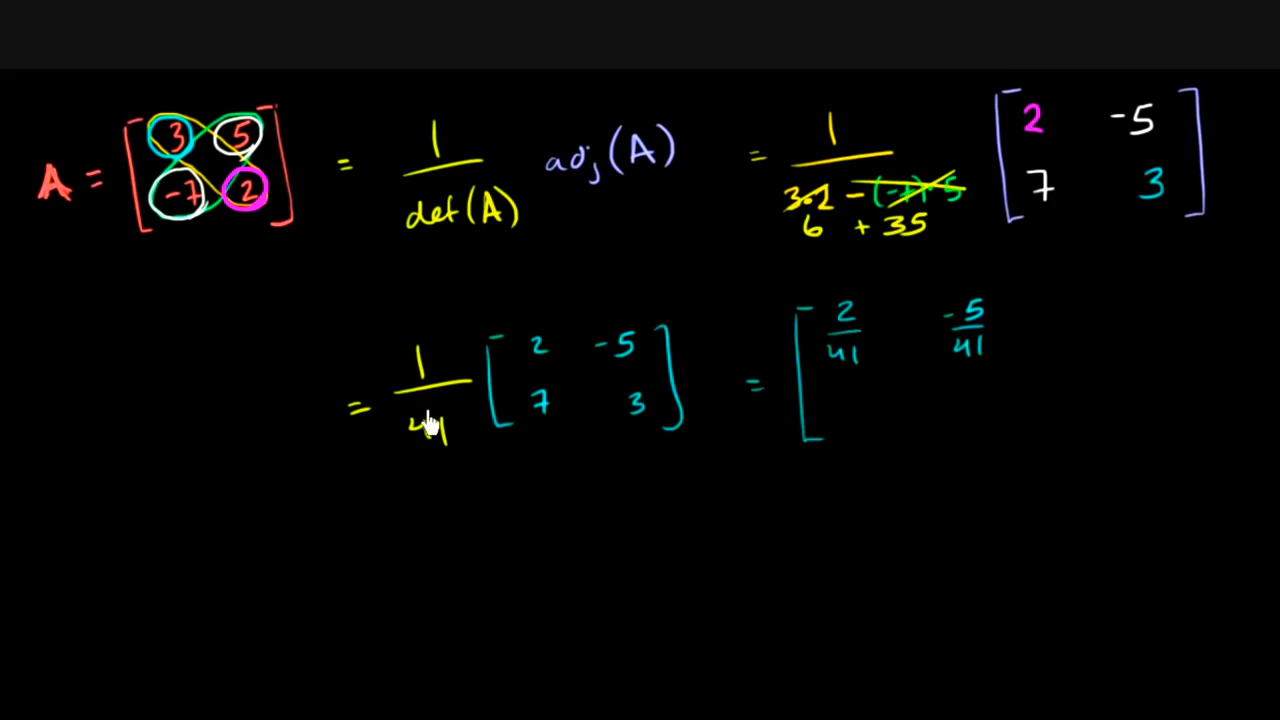 A = [ 3 5 = 1/det(A) adj(A) = 1/(3·2 - (-7)·5) [ 2 -5
-7 2 ] 6 + 35 7 3 ]
= 1/41 [ 2 -5 = [ 2/41 -5/41
7 3 ]